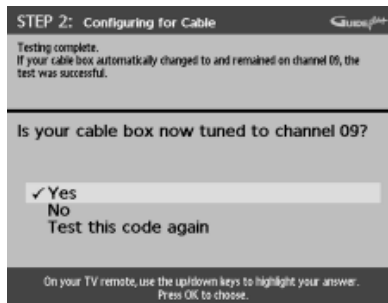 STEP 2: Configuring for Cable GUIDE Plus+
Testing complete.
If your cable box automatically changed to and remained on channel 09, the
test was successful.
Is your cable box now tuned to channel 09?
✓ Yes
No
Test this code again
On your TV remote, use the up/down keys to highlight your answer.
Press OK to choose.